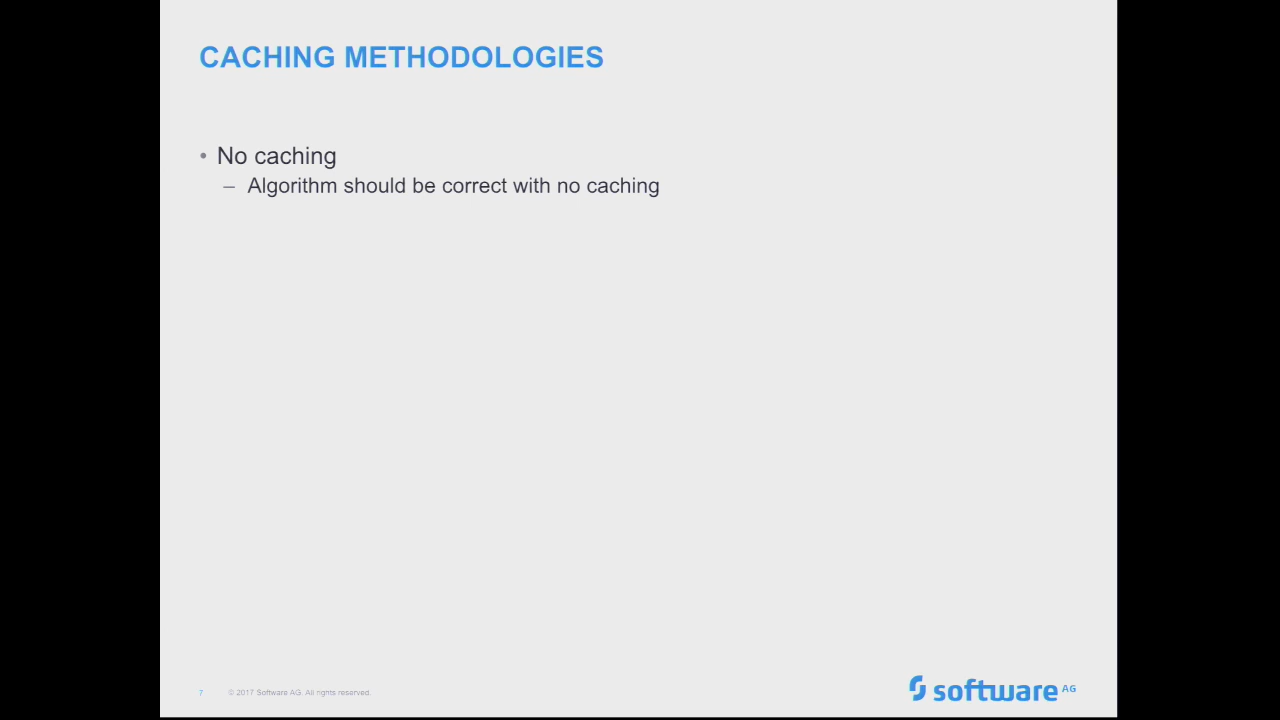 CACHING METHODOLOGIES
• No caching
– Algorithm should be correct with no caching
7 © 2017 Software AG. All rights reserved.
software AG